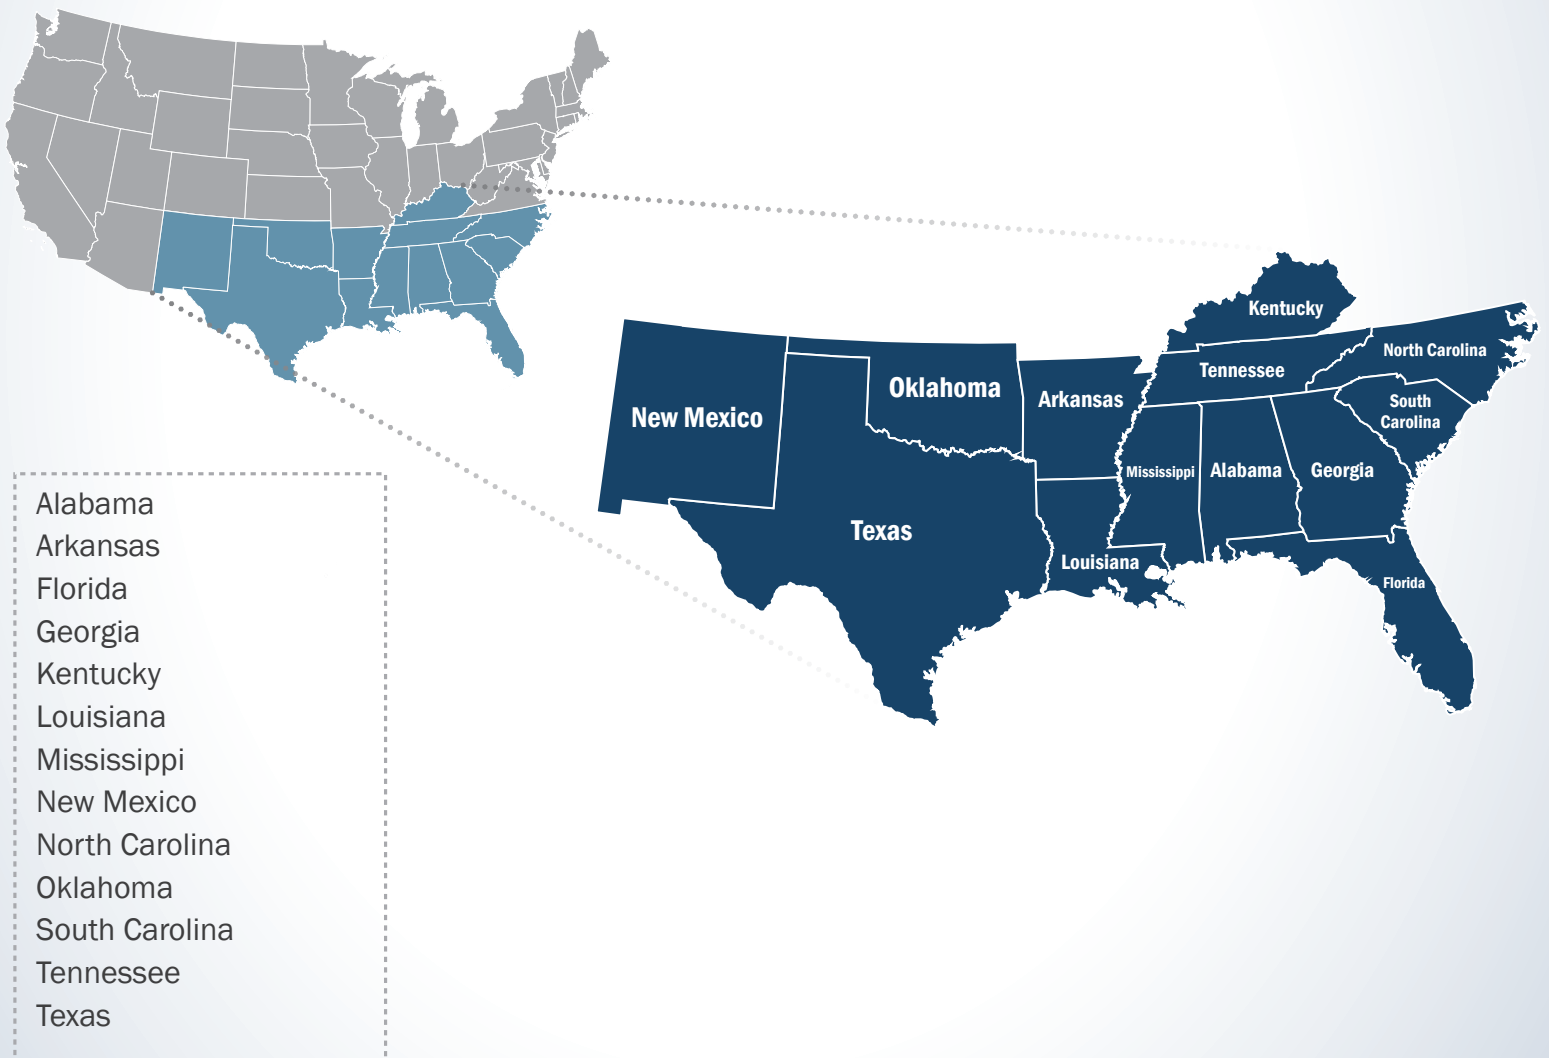 Kentucky
North Carolina
Tennessee
Oklahoma
Arkansas
South
Carolina
New Mexico
Mississippi
Alabama
Georgia
Texas
Louisiana
Florida
Alabama
Arkansas
Florida
Georgia
Kentucky
Louisiana
Mississippi
New Mexico
North Carolina
Oklahoma
South Carolina
Tennessee
Texas